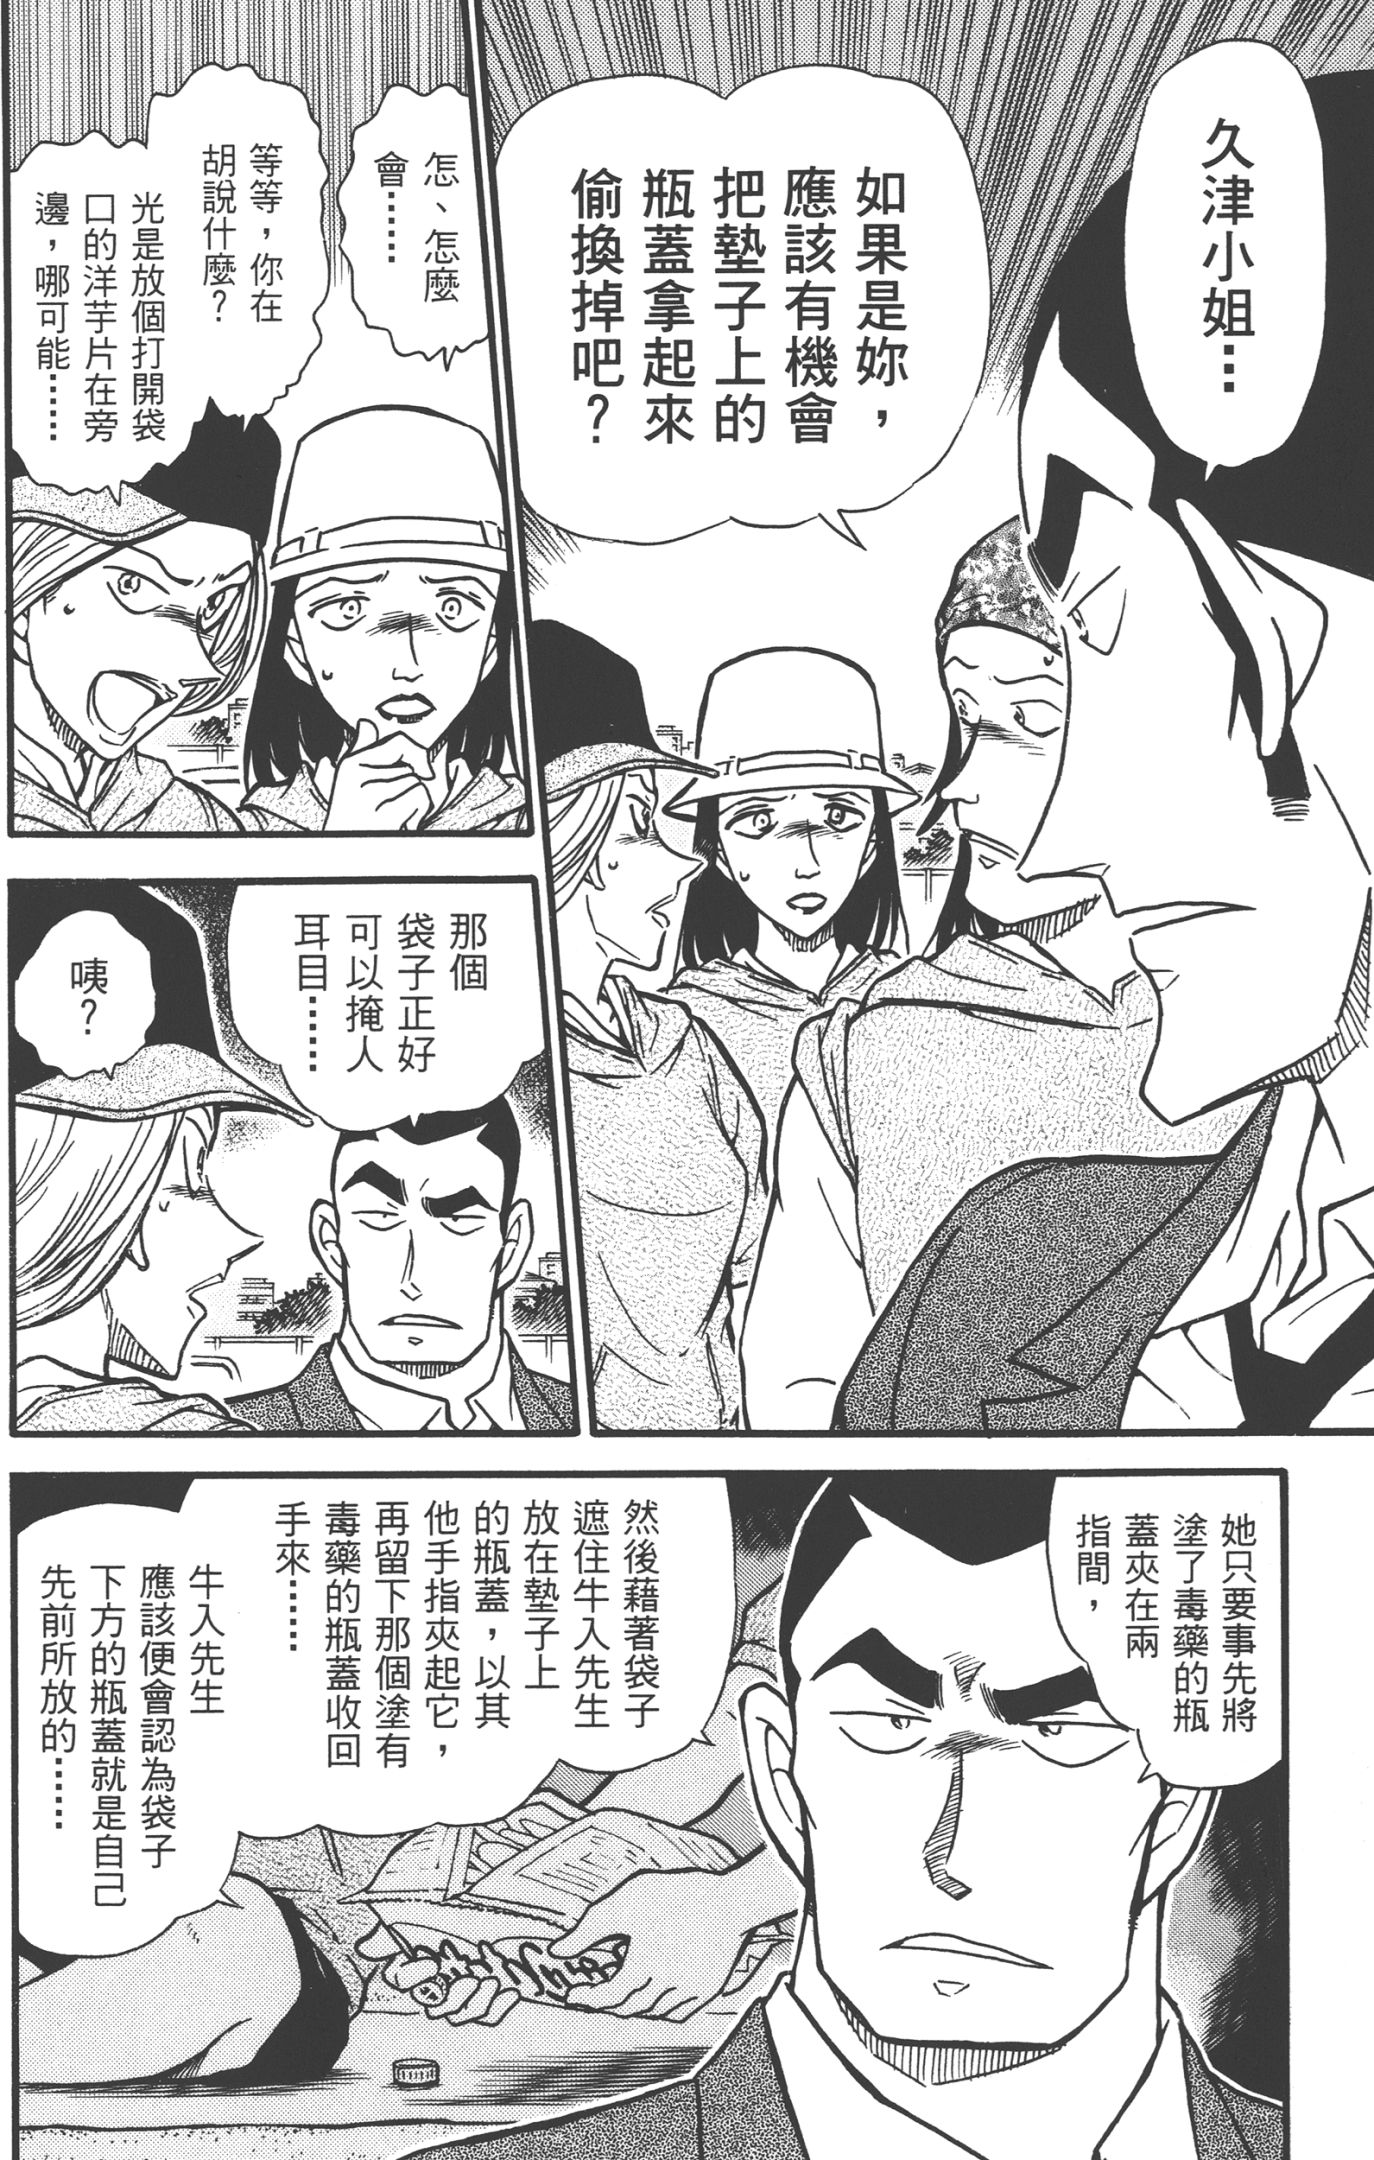 久津小姐…
如果是妳，
應該有機會
把墊子上的
瓶蓋拿起來
偷換掉吧？
怎、怎麼
會……
等等，你在
胡說什麼？
光是放個打開袋
口的洋芋片在旁
邊，哪可能……
那個
袋子正好
可以掩人
耳目……
咦？
她只要事先將
塗了毒藥的瓶
蓋夾在兩
指間，
然後藉著袋子
遮住牛入先生
放在墊子上
的瓶蓋，以其
他手指夾起它，
再留下那個塗有
毒藥的瓶蓋收回
手來……
牛入先生
應該便會認為袋子
下方的瓶蓋就是自己
先前所放的……